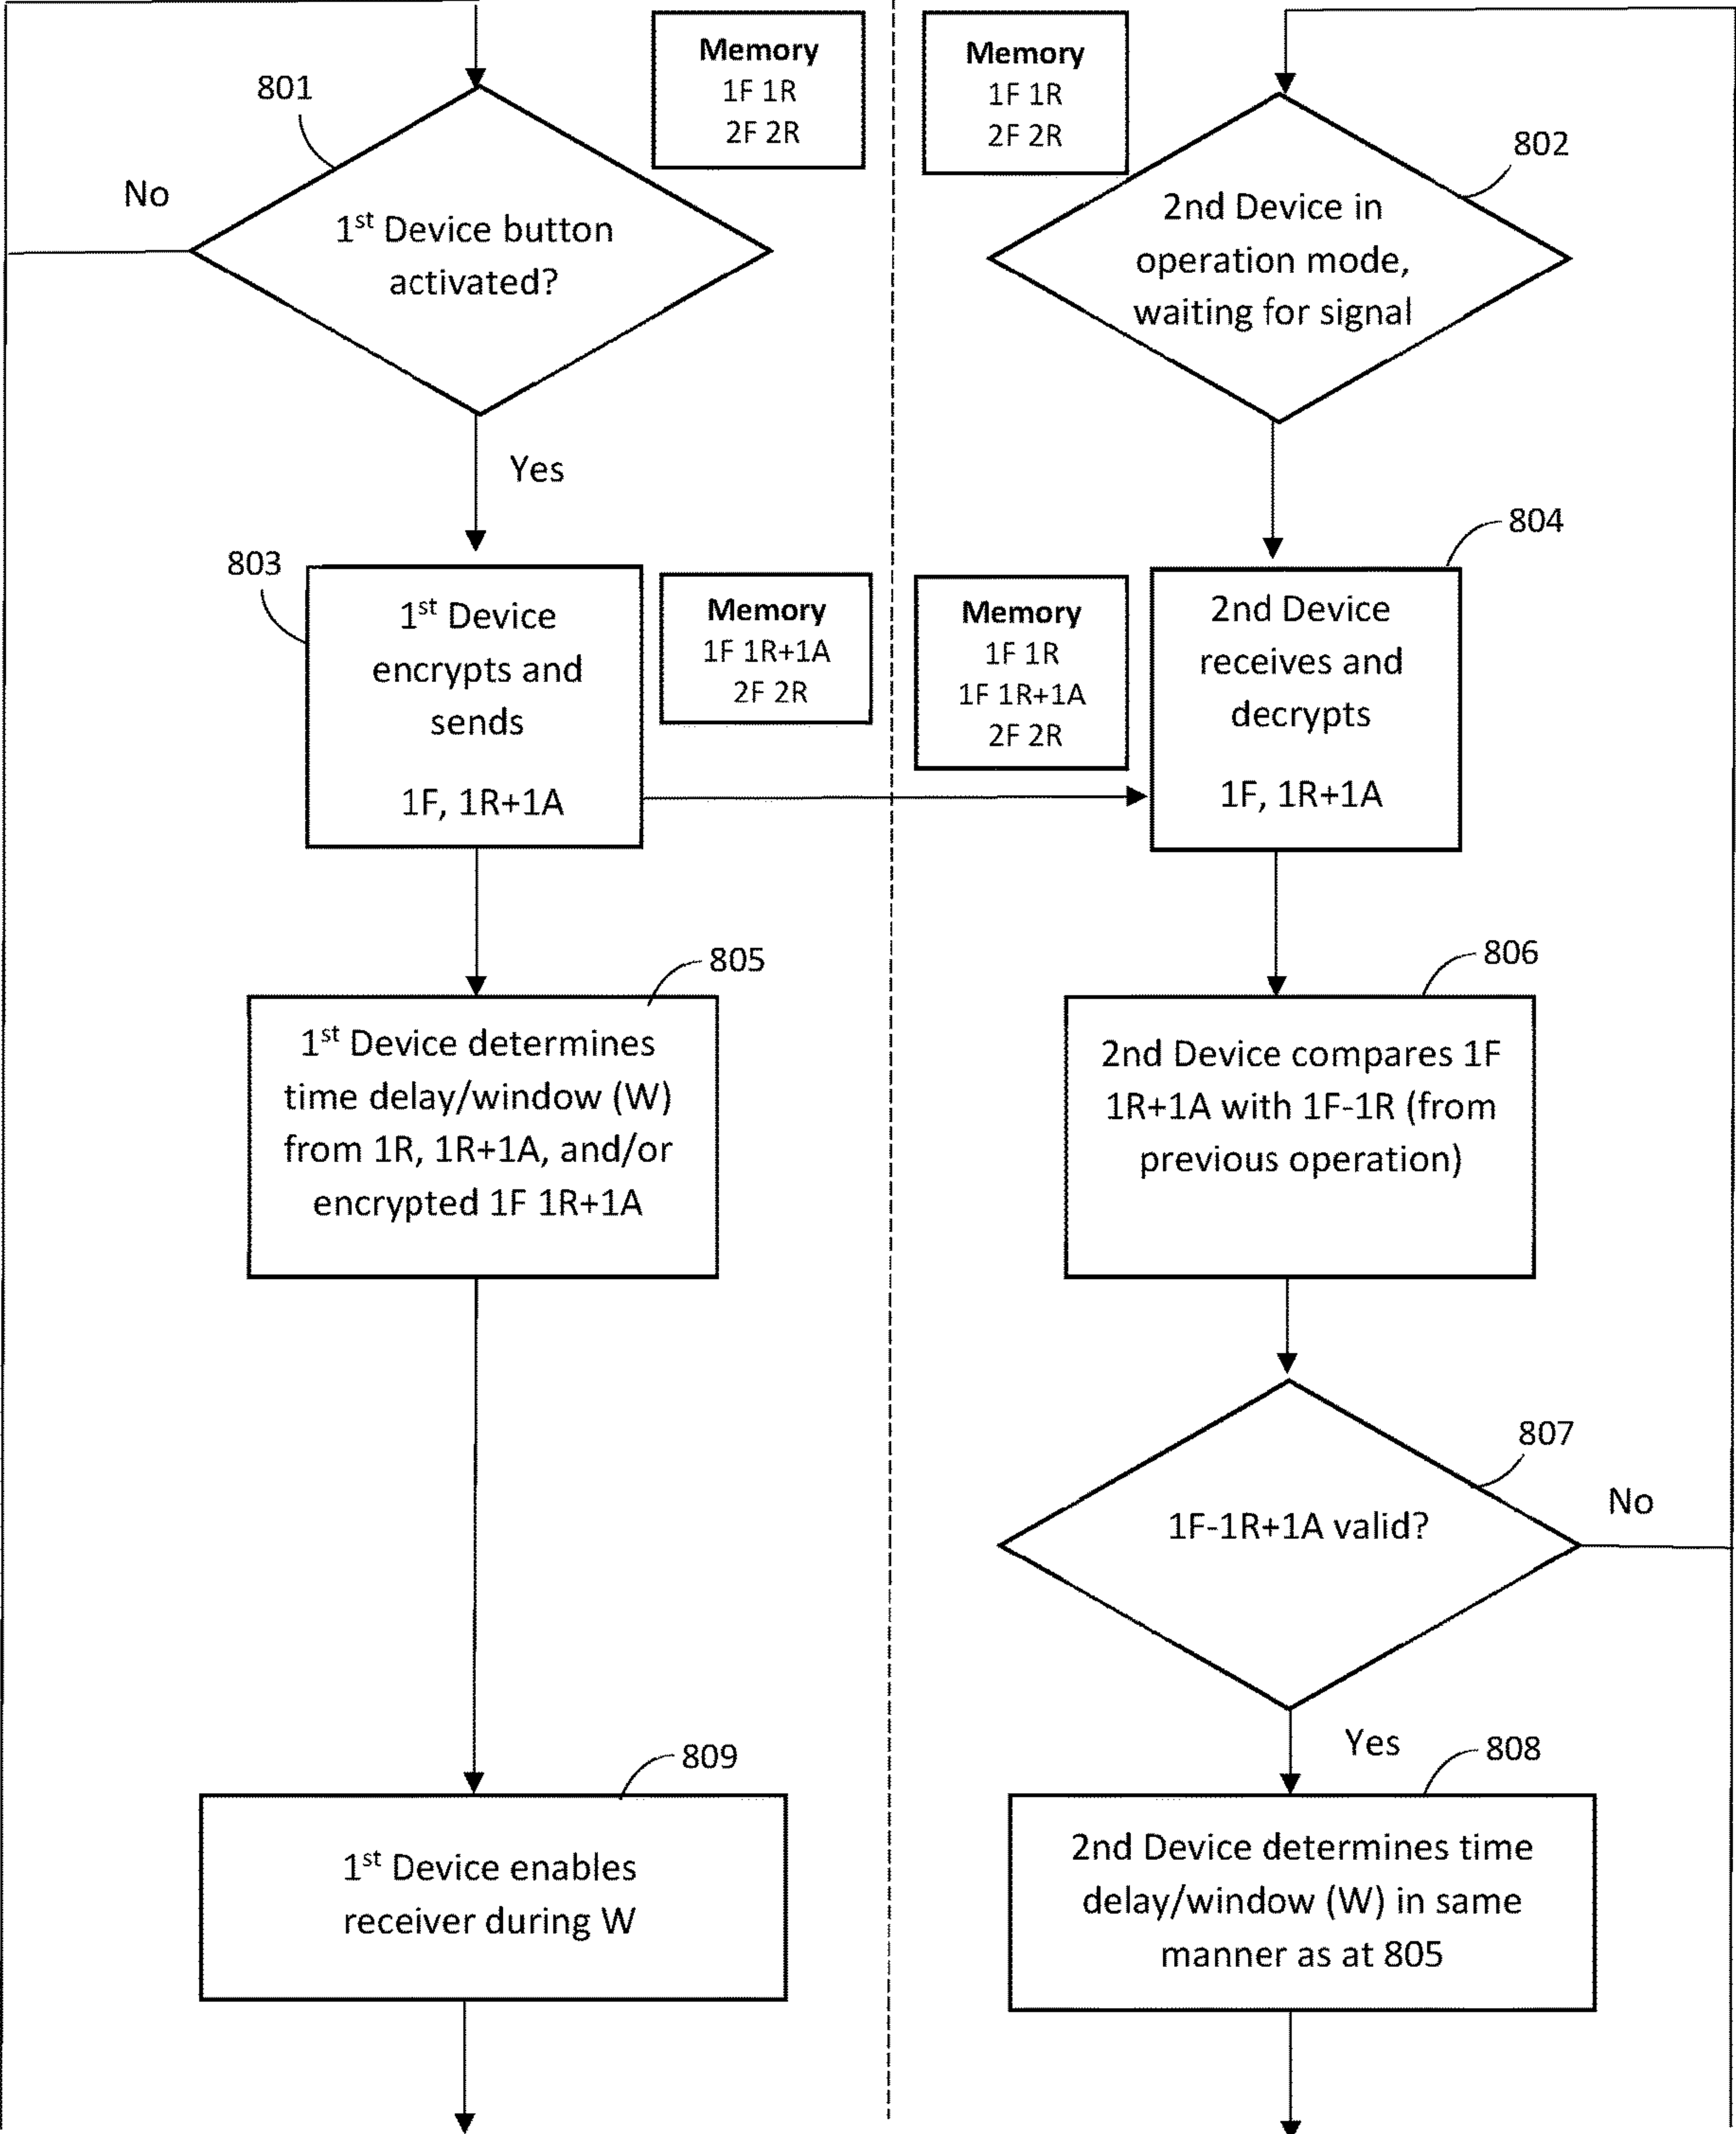 Memory
1F 1R
2F 2R
Memory
1F 1R
2F 2R
801
802
No
1st Device button
activated?
2nd Device in
operation mode,
waiting for signal
Yes
803
804
1st Device
encrypts and
sends
1F, 1R+1A
Memory
1F 1R+1A
2F 2R
Memory
1F 1R
1F 1R+1A
2F 2R
2nd Device
receives and
decrypts
1F, 1R+1A
805
806
1st Device determines
time delay/window (W)
from 1R, 1R+1A, and/or
encrypted 1F 1R+1A
2nd Device compares 1F
1R+1A with 1F-1R (from
previous operation)
807
No
1F-1R+1A valid?
Yes
809
808
1st Device enables
receiver during W
2nd Device determines time
delay/window (W) in same
manner as at 805